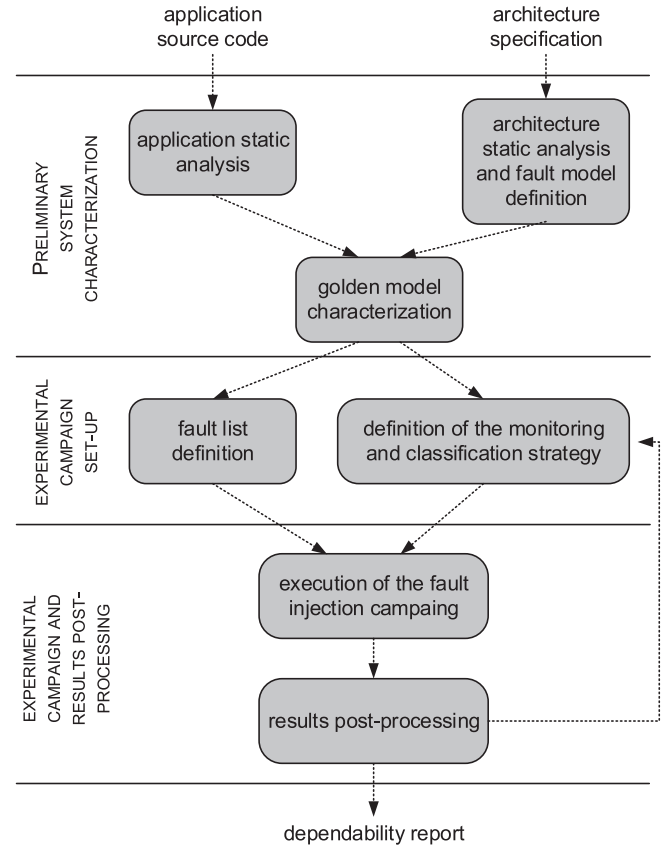 application
source code
architecture
specification
PRELIMINARY
SYSTEM
CHARACTERIZATION
application static
analysis
architecture
static analysis
and fault model
definition
golden model
characterization
EXPERIMENTAL
CAMPAIGN
SET-UP
fault list
definition
definition of the monitoring
and classification strategy
EXPERIMENTAL
CAMPAIGN AND
RESULTS POST-
PROCESSING
execution of the fault
injection campaing
results post-processing
dependability report